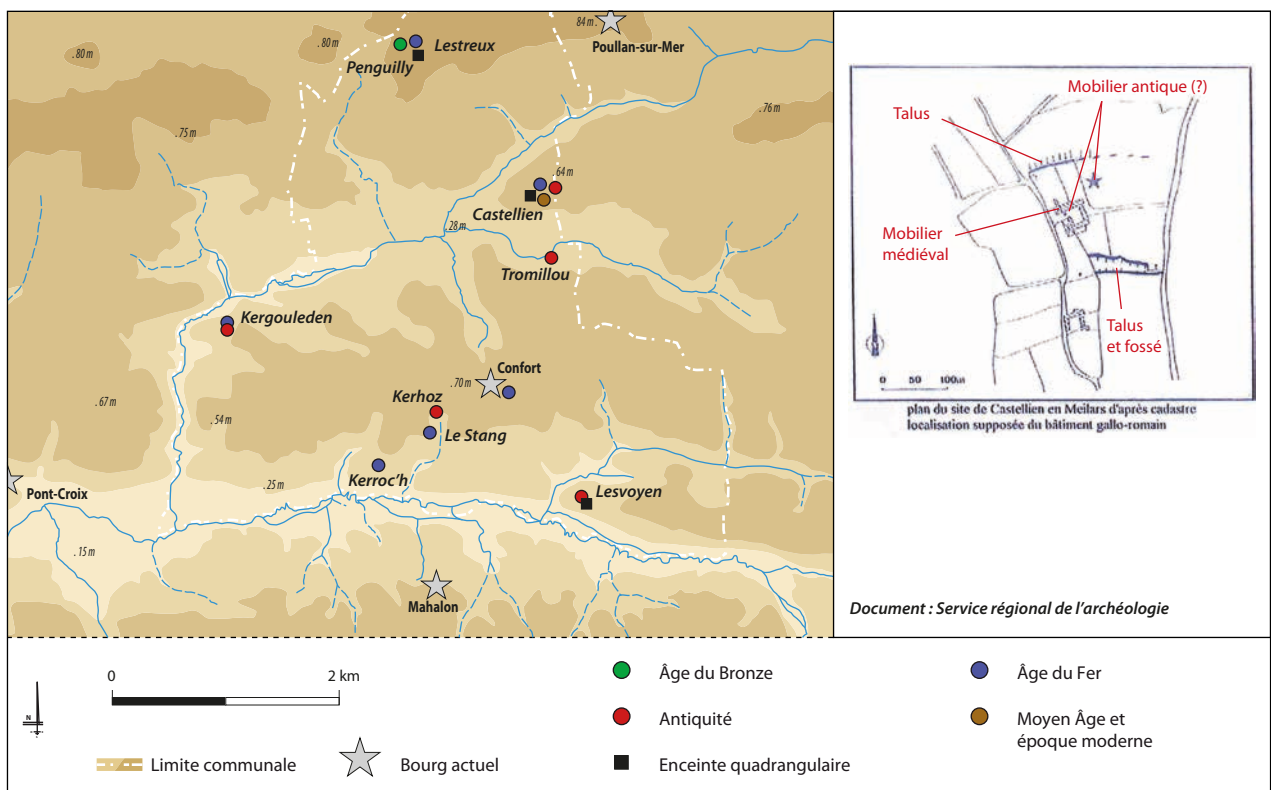 84 m
Poullan-sur-Mer
. 80 m
. 80 m
Lestreux
Penguilly
. 76 m
. 75 m
. 64 m
Castellien
28 m
Tromillou
Kergouleden
Confort
. 70 m
. 67 m
. 54 m
Kerhoz
Le Stang
Kerroc'h
. 25 m
Lesvoyen
Pont-Croix
. 15 m
Mahalon
Mobilier antique (?)
Talus
Mobilier
médiéval
Talus
et fossé
0 50 100m
plan du site de Castellien en Meilars d'après cadastre
localisation supposée du bâtiment gallo-romain
Document : Service régional de l'archéologie
N
0 2 km
Limite communale
Bourg actuel
Âge du Bronze
Antiquité
Enceinte quadrangulaire
Âge du Fer
Moyen Âge et
époque moderne